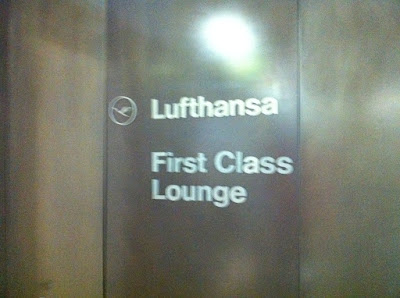 Lufthansa
First Class
Lounge